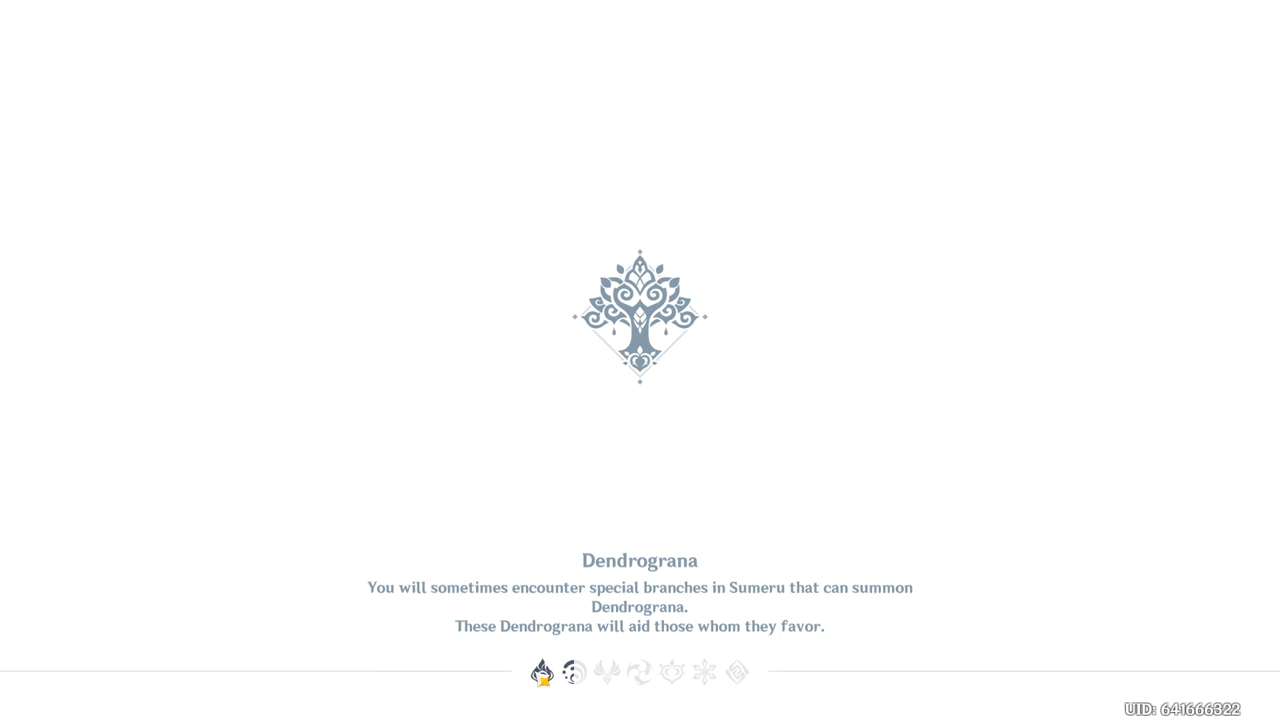 Dendrograna
You will sometimes encounter special branches in Sumeru that can summon
Dendrograna.
These Dendrograna will aid those whom they favor.
UID: 641666322